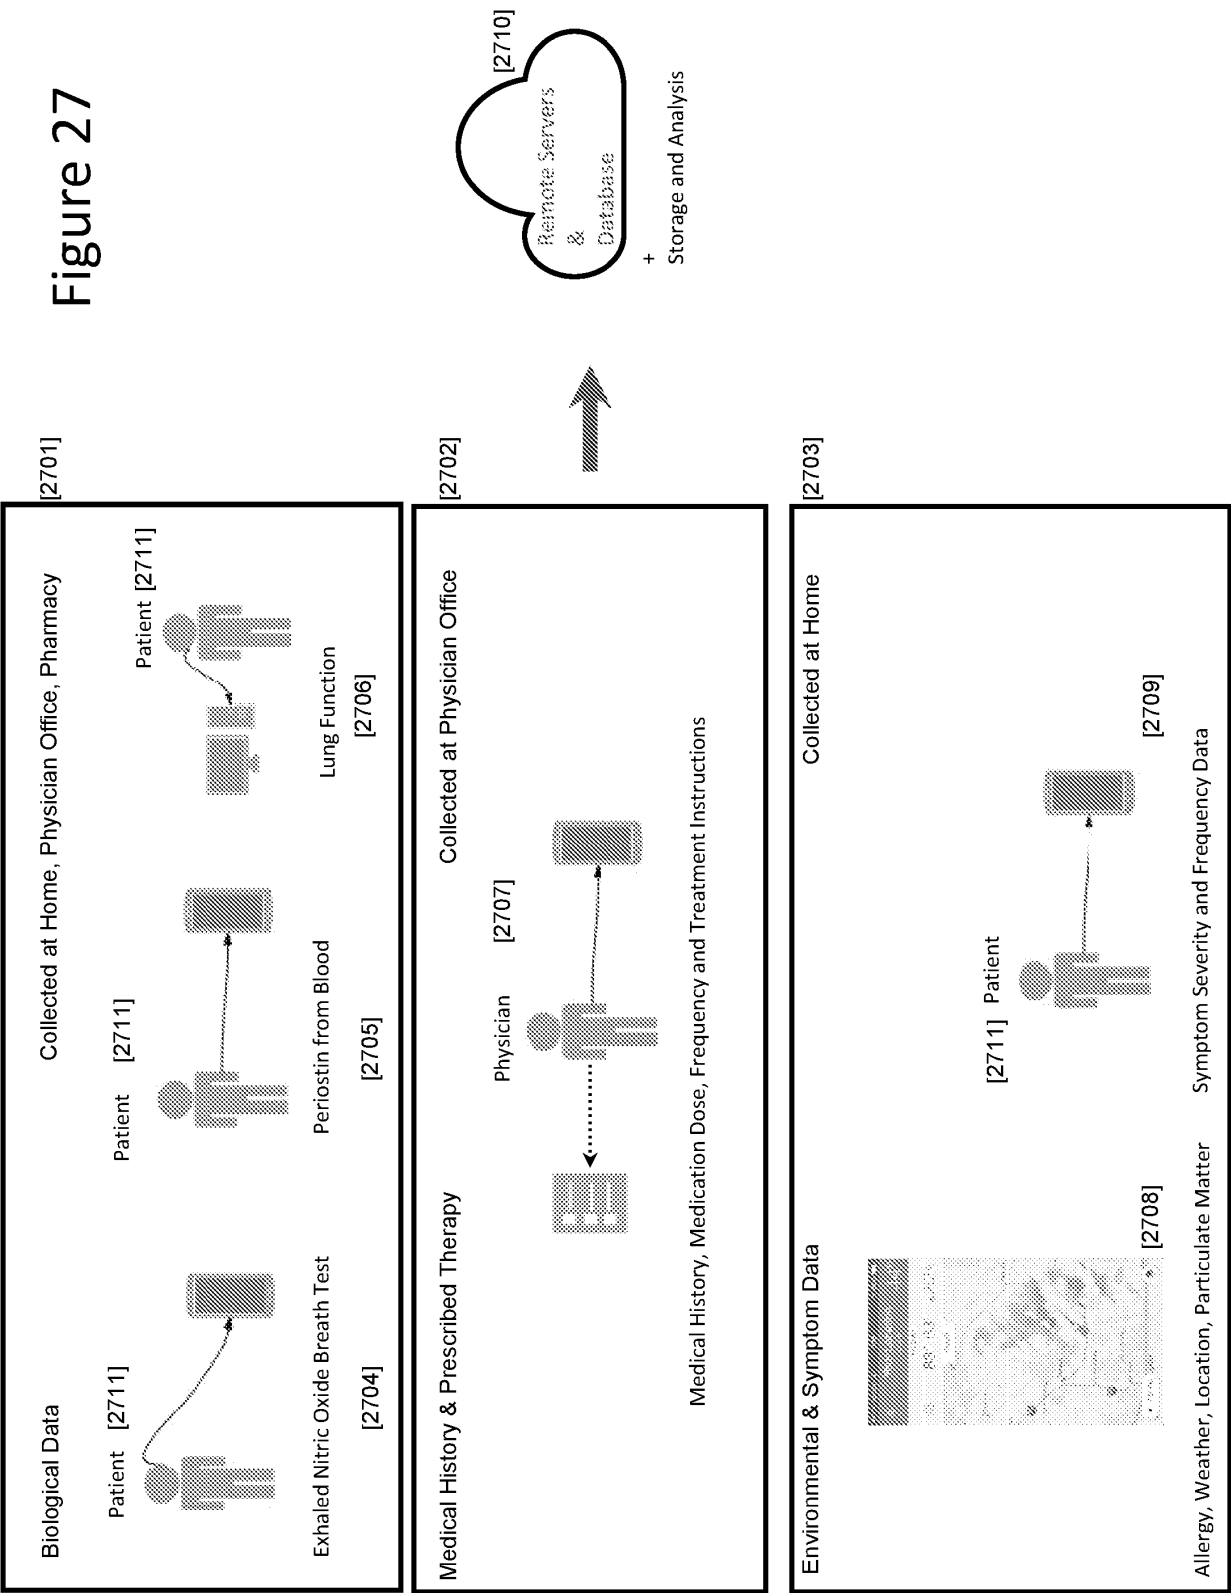 Figure 27
Biological Data
Collected at Home, Physician Office, Pharmacy
[2701]
Patient [2711]
Patient [2711]
Patient [2711]
Exhaled Nitric Oxide Breath Test
Periostin from Blood
Lung Function
[2704]
[2705]
[2706]
Medical History & Prescribed Therapy
Collected at Physician Office
[2702]
Physician
[2707]
Medical History, Medication Dose, Frequency and Treatment Instructions
[2710]
Remote Servers
&
Database
+
Storage and Analysis
Environmental & Symptom Data
Collected at Home
[2703]
[2711] Patient
[2708]
[2709]
Allergy, Weather, Location, Particulate Matter
Symptom Severity and Frequency Data